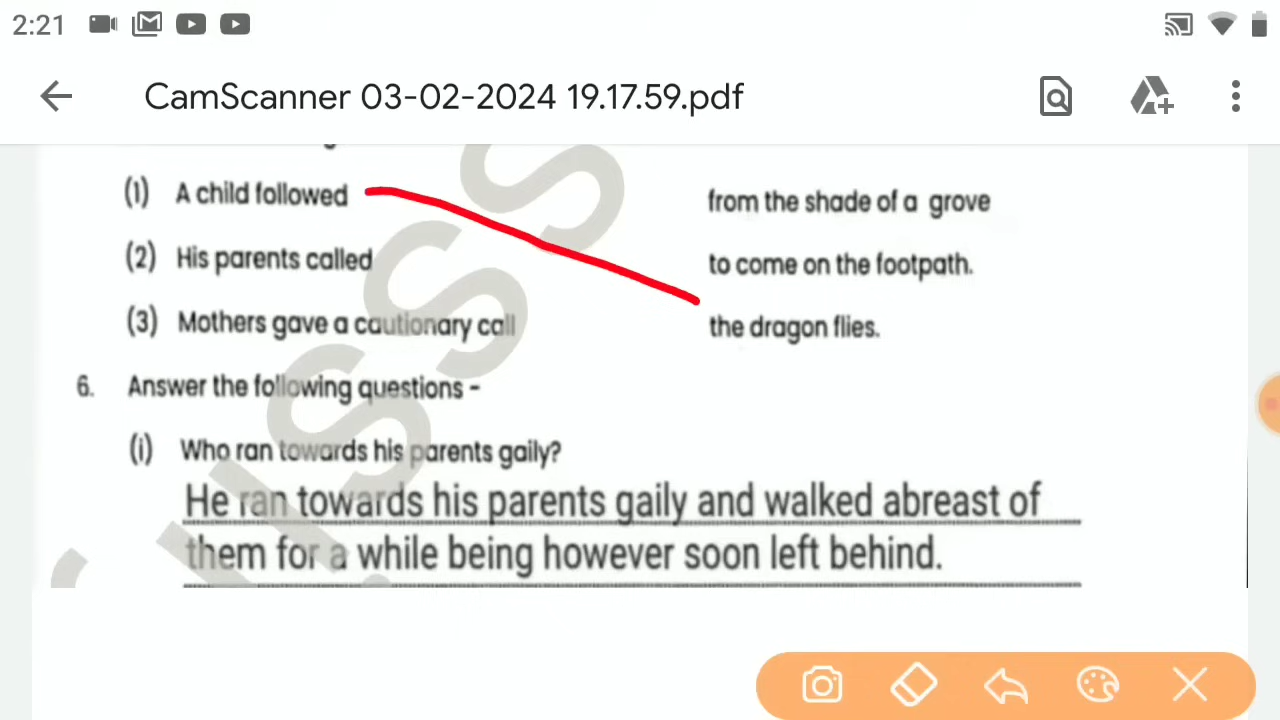 2:21
CamScanner 03-02-2024 19.17.59.pdf
(1) A child followed from the shade of a grove
(2) His parents called to come on the footpath.
(3) Mothers gave a cautionary call the dragon flies.
6. Answer the following questions -
(i) Who ran towards his parents gaily?
He ran towards his parents gaily and walked abreast of
them for a while being however soon left behind.